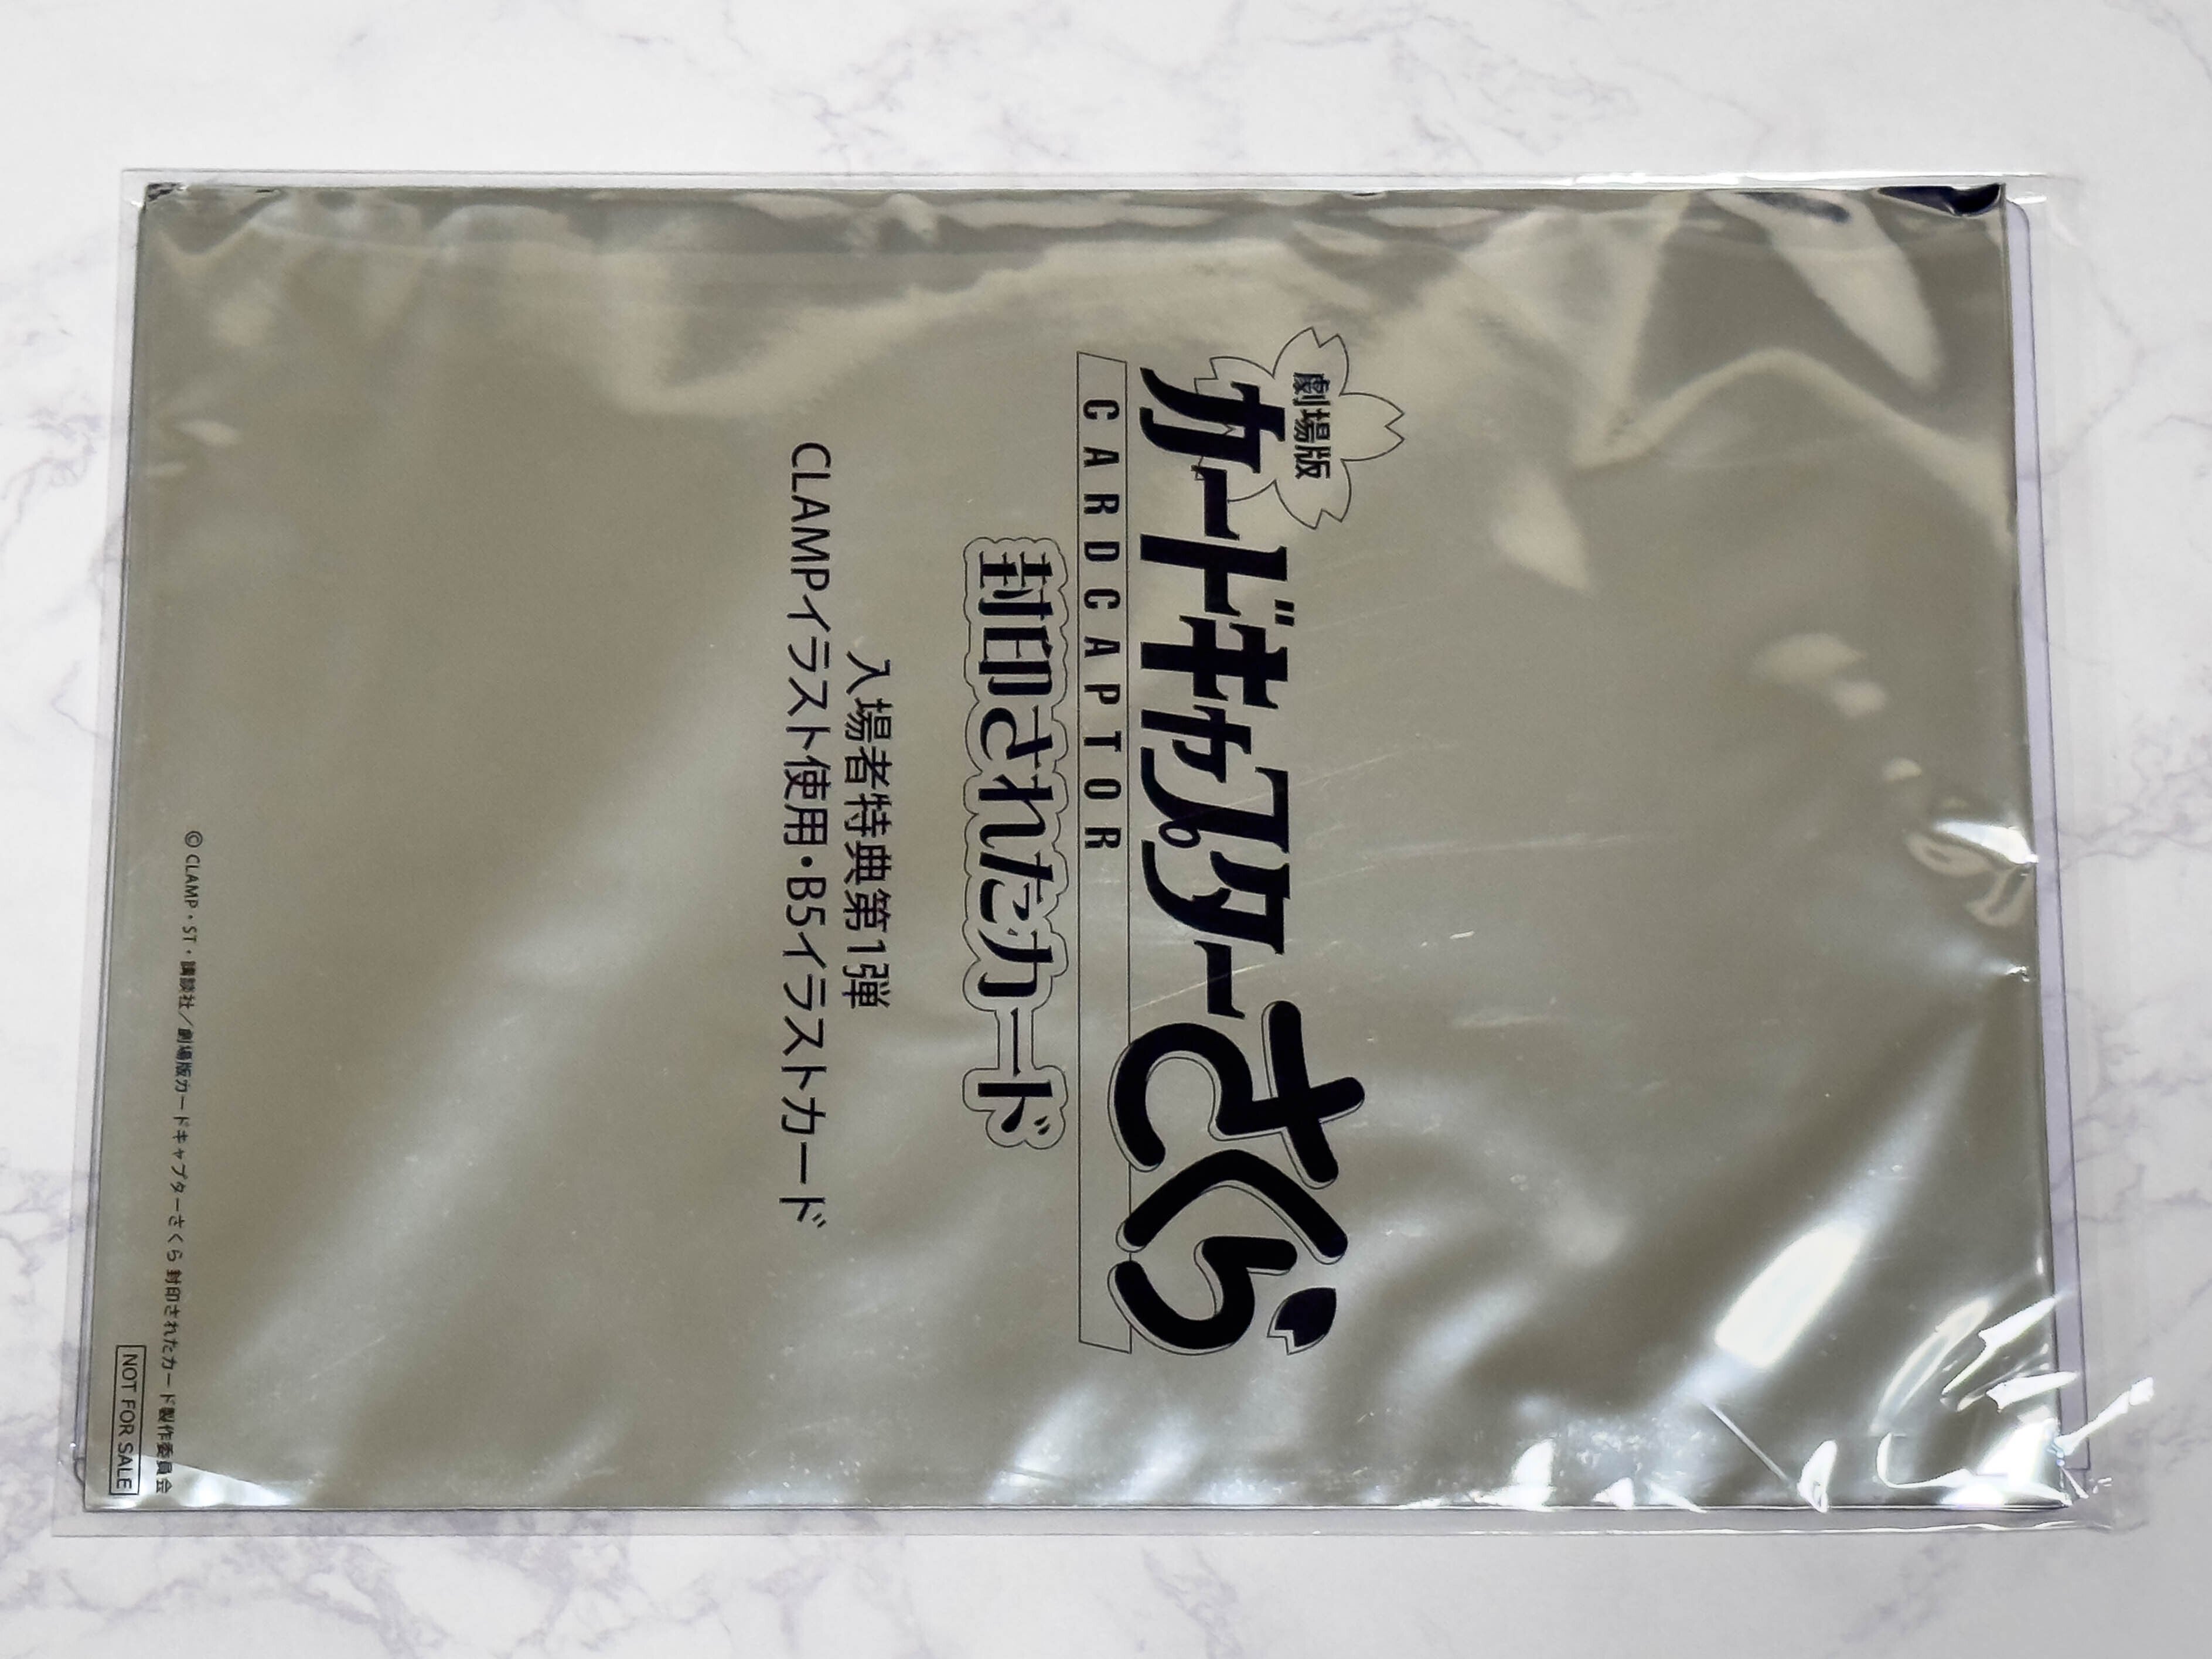 劇場版
カードキャプターさくら
CARDCAPTOR
封印されたカード
入場者特典第1弾
CLAMPイラスト使用・B5イラストカード
© CLAMP・ST・講談社／劇場版カードキャプターさくら 封印されたカード製作委員会
NOT FOR SALE